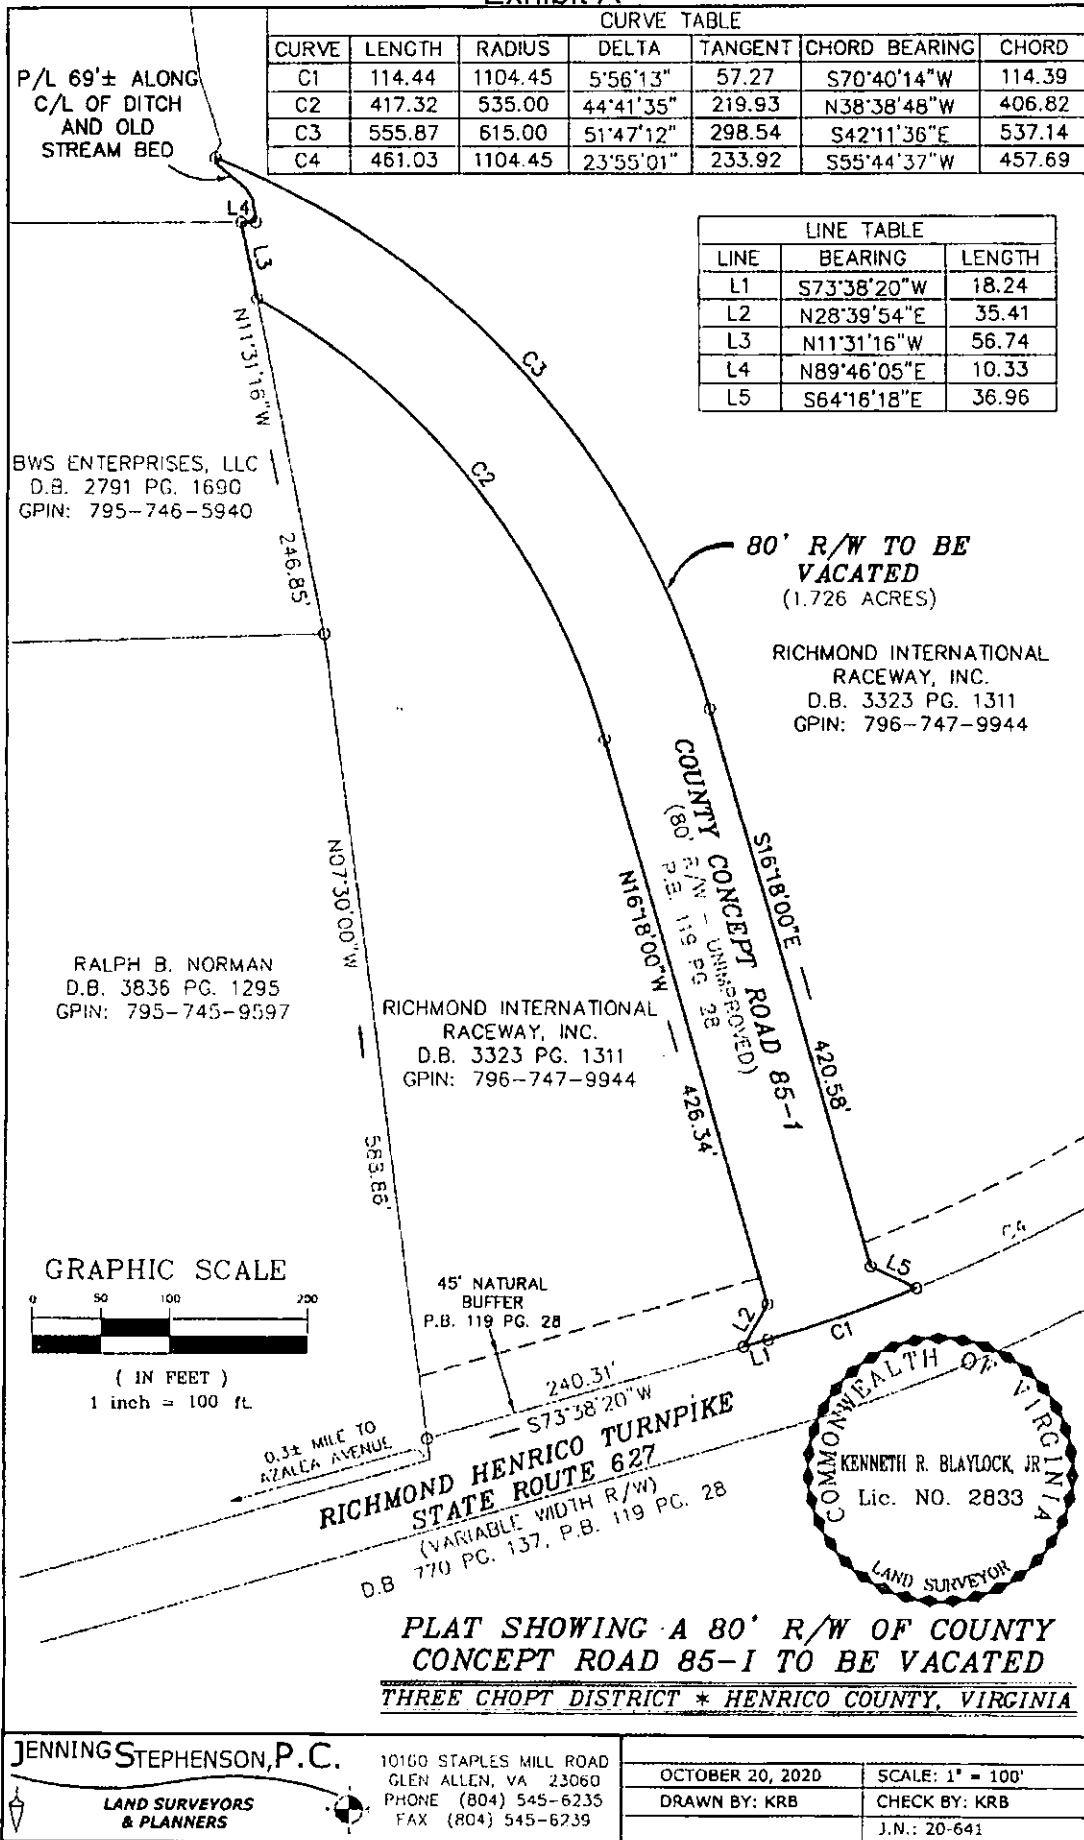 CURVE TABLE
CURVE LENGTH RADIUS DELTA TANGENT CHORD BEARING CHORD
C1 114.44 1104.45 5°56'13" 57.27 S70°40'14"W 114.39
C2 417.32 535.00 44°41'35" 219.93 N38°38'48"W 406.82
C3 555.87 615.00 51°47'12" 298.54 S42°11'36"E 537.14
C4 461.03 1104.45 23°55'01" 233.92 S55°44'37"W 457.69
P/L 69'± ALONG
C/L OF DITCH
AND OLD
STREAM BED
LINE TABLE
LINE BEARING LENGTH
L1 S73°38'20"W 18.24
L2 N28°39'54"E 35.41
L3 N11°31'16"W 56.74
L4 N89°46'05"E 10.33
L5 S64°16'18"E 36.96
L4
L3
N11°31'16"W
246.85'
C3
C2
BWS ENTERPRISES, LLC
D.B. 2791 PG. 1690
GPIN: 795-746-5940
80' R/W TO BE
VACATED
(1.726 ACRES)
RICHMOND INTERNATIONAL
RACEWAY, INC.
D.B. 3323 PG. 1311
GPIN: 796-747-9944
COUNTY CONCEPT ROAD 85-1
(80' R/W - UNIMPROVED)
P.B. 119 PG 28
S16°18'00"E
420.58'
N16°18'00"W
426.34'
N07°30'00"W
588.86'
RALPH B. NORMAN
D.B. 3836 PG. 1295
GPIN: 795-745-9597
RICHMOND INTERNATIONAL
RACEWAY, INC.
D.B. 3323 PG. 1311
GPIN: 796-747-9944
C4
L5
L2
L1
C1
GRAPHIC SCALE
0 50 100 200
( IN FEET )
1 inch = 100 ft.
45' NATURAL
BUFFER
P.B. 119 PG. 28
240.31'
S73°38'20"W
0.3± MILE TO
AZALEA AVENUE
RICHMOND HENRICO TURNPIKE
STATE ROUTE 627
(VARIABLE WIDTH R/W)
D.B 770 PG. 137, P.B. 119 PG. 28
COMMONWEALTH OF VIRGINIA
KENNETH R. BLAYLOCK, JR
Lic. NO. 2833
LAND SURVEYOR
PLAT SHOWING A 80' R/W OF COUNTY
CONCEPT ROAD 85-1 TO BE VACATED
THREE CHOPT DISTRICT * HENRICO COUNTY, VIRGINIA
JENNINGSTEPHENSON, P.C.
LAND SURVEYORS
& PLANNERS
10160 STAPLES MILL ROAD
GLEN ALLEN, VA 23060
PHONE (804) 545-6235
FAX (804) 545-6239
OCTOBER 20, 2020 SCALE: 1" = 100'
DRAWN BY: KRB CHECK BY: KRB
J.N.: 20-641